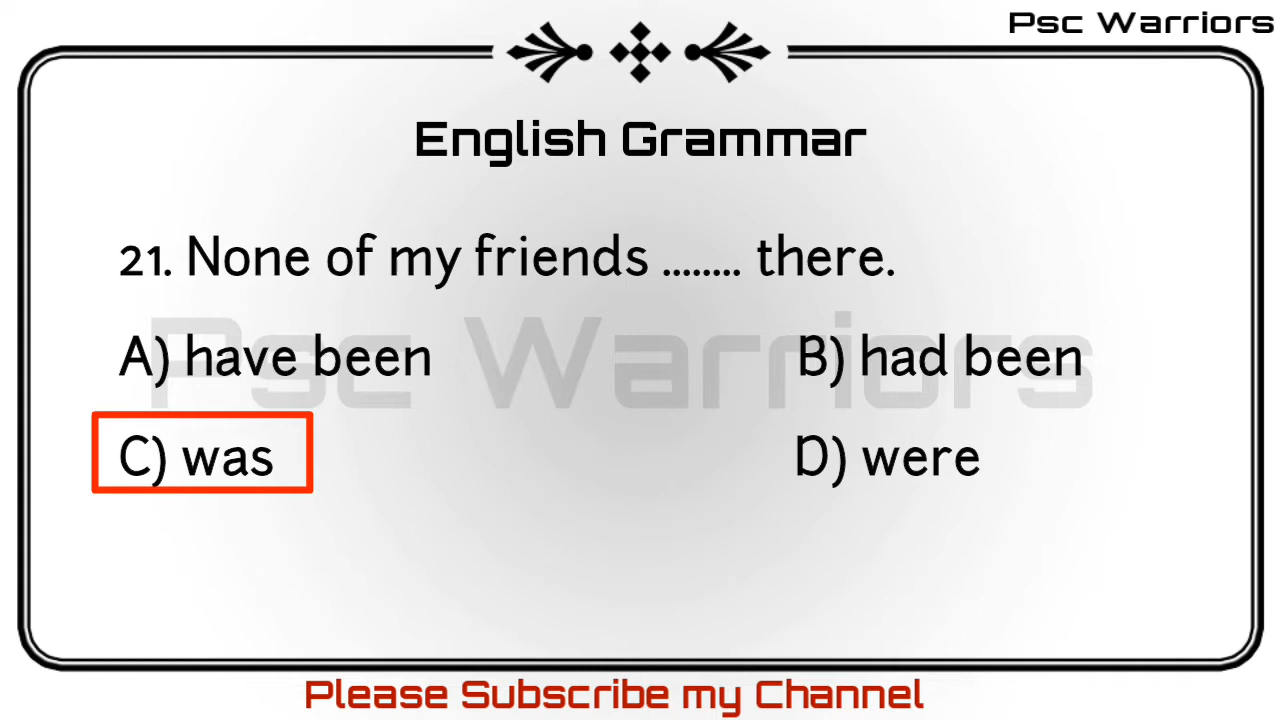 Psc Warriors
English Grammar
21. None of my friends ........ there.
Psc Warriors
A) have been B) had been
C) was D) were
Please Subscribe my Channel